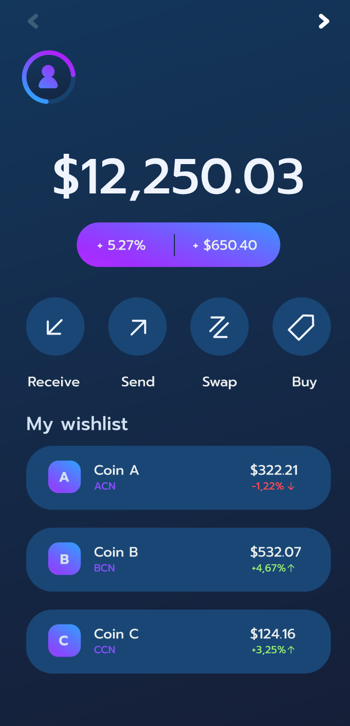 $12,250.03
+ 5.27% + $650.40
Receive Send Swap Buy
My wishlist
A Coin A $322.21
ACN -1,22% ↓
B Coin B $532.07
BCN +4,67%↑
C Coin C $124.16
CCN +3,25%↑